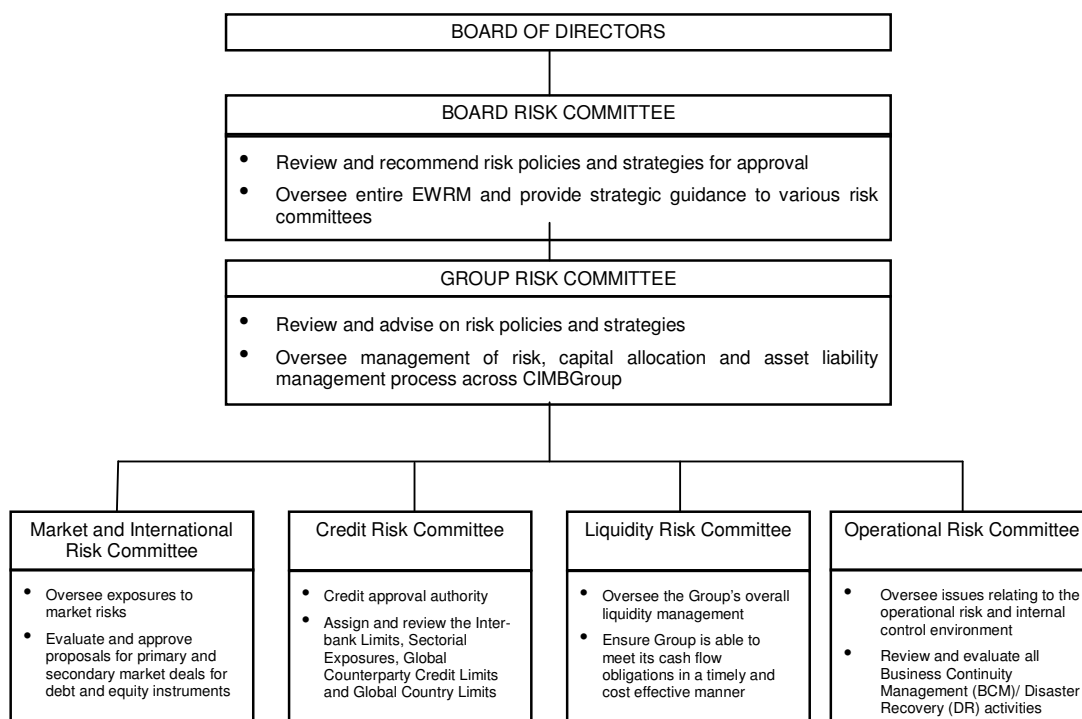 BOARD OF DIRECTORS
BOARD RISK COMMITTEE
• Review and recommend risk policies and strategies for approval
• Oversee entire EWRM and provide strategic guidance to various risk
committees
GROUP RISK COMMITTEE
• Review and advise on risk policies and strategies
• Oversee management of risk, capital allocation and asset liability
management process across CIMBGroup
Market and International
Risk Committee
• Oversee exposures to
market risks
• Evaluate and approve
proposals for primary and
secondary market deals for
debt and equity instruments
Credit Risk Committee
• Credit approval authority
• Assign and review the Inter-
bank Limits, Sectorial
Exposures, Global
Counterparty Credit Limits
and Global Country Limits
Liquidity Risk Committee
• Oversee the Group's overall
liquidity management
• Ensure Group is able to
meet its cash flow
obligations in a timely and
cost effective manner
Operational Risk Committee
• Oversee issues relating to the
operational risk and internal
control environment
• Review and evaluate all
Business Continuity
Management (BCM)/ Disaster
Recovery (DR) activities